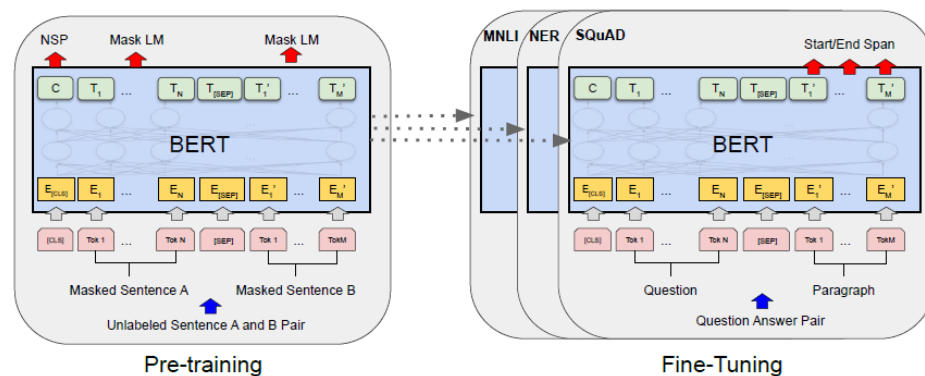 NSP Mask LM Mask LM
C T1 ... TN T[SEP] T1' ... TM'
BERT
E[CLS] E1 ... EN E[SEP] E1' ... EM'
[CLS] Tok 1 ... Tok N [SEP] Tok 1 ... TokM
Masked Sentence A Masked Sentence B
Unlabeled Sentence A and B Pair
Pre-training
MNLI NER SQuAD
Start/End Span
C T1 ... TN T[SEP] T1' ... TM'
BERT
E[CLS] E1 ... EN E[SEP] E1' ... EM'
[CLS] Tok 1 ... Tok N [SEP] Tok 1 ... TokM
Question Paragraph
Question Answer Pair
Fine-Tuning